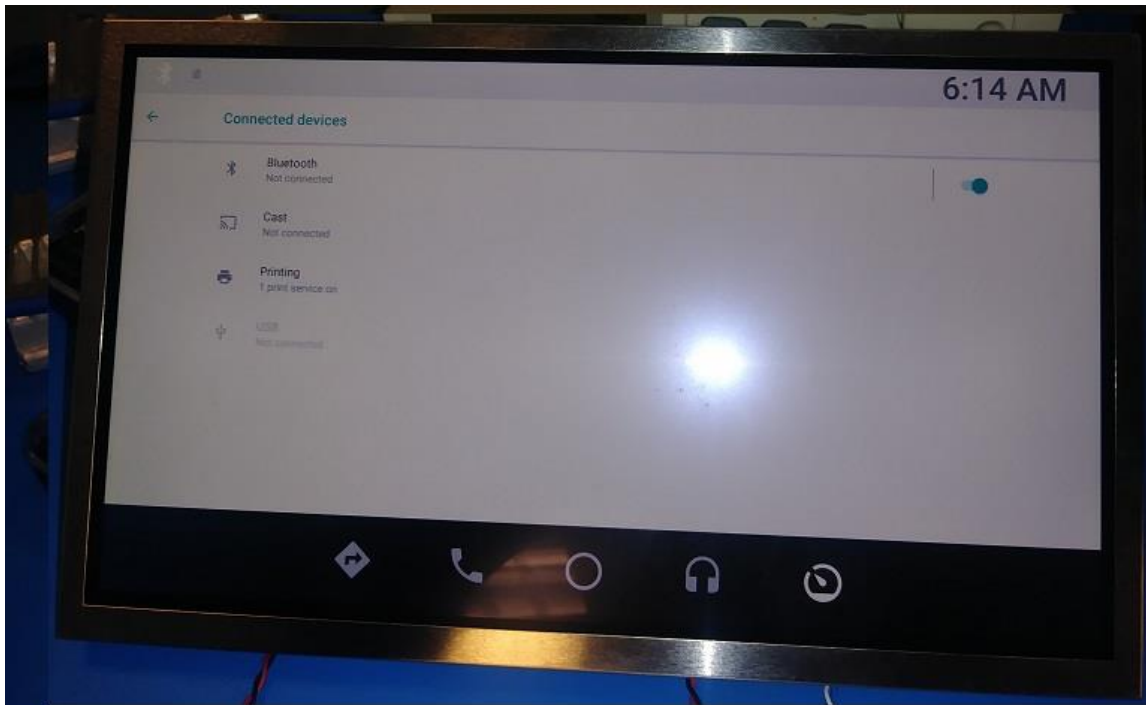 6:14 AM
Connected devices
Bluetooth
Not connected
Cast
Not connected
Printing
1 print service on
USB
Not connected